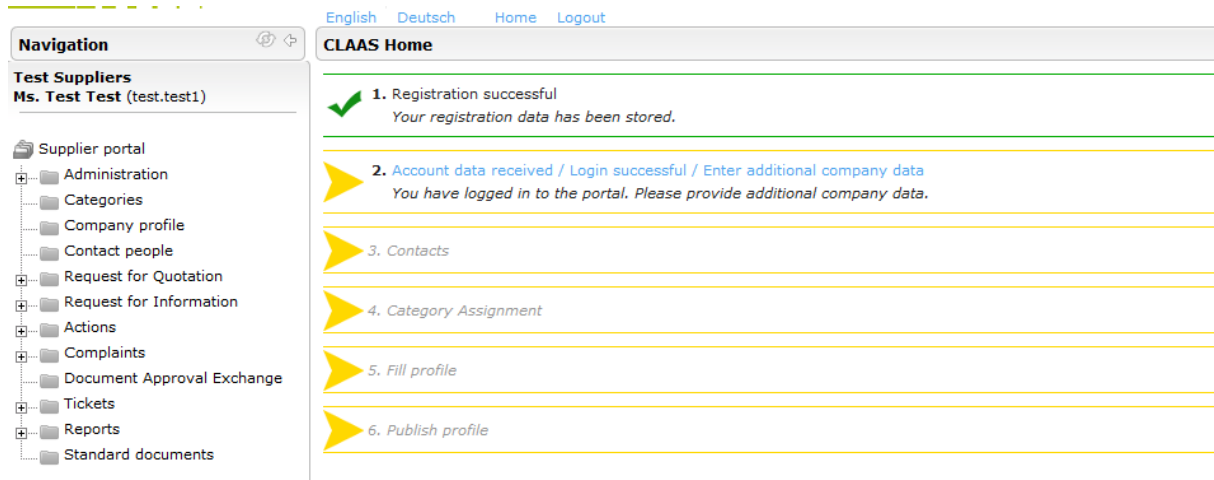 English Deutsch Home Logout
Navigation
CLAAS Home
Test Suppliers
Ms. Test Test (test.test1)
Supplier portal
Administration
Categories
Company profile
Contact people
Request for Quotation
Request for Information
Actions
Complaints
Document Approval Exchange
Tickets
Reports
Standard documents
1. Registration successful
Your registration data has been stored.
2. Account data received / Login successful / Enter additional company data
You have logged in to the portal. Please provide additional company data.
3. Contacts
4. Category Assignment
5. Fill profile
6. Publish profile